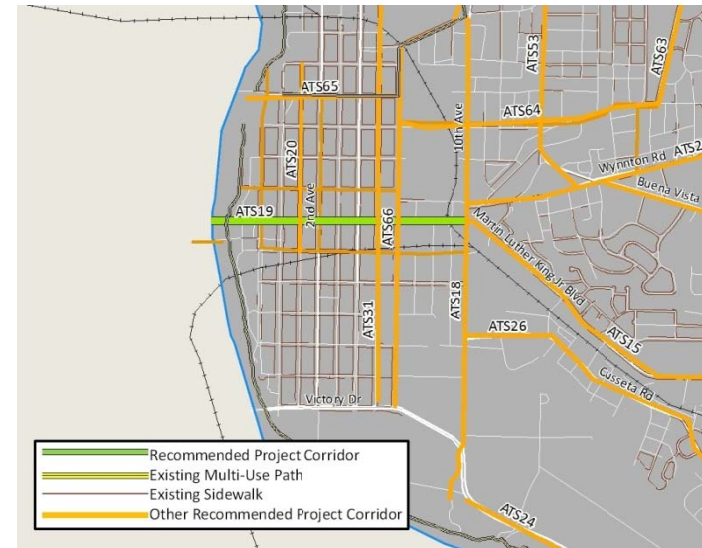 ATS53
ATS63
ATS65
ATS64
10th Ave
ATS20
Wynnton Rd
ATS2
2nd Ave
Buena Vista
ATS19
ATS66
Martin Luther King Jr Blvd
ATS18
ATS31
ATS26
ATS15
Cusseta Rd
Victory Dr
Recommended Project Corridor
Existing Multi-Use Path
Existing Sidewalk
Other Recommended Project Corridor
ATS24